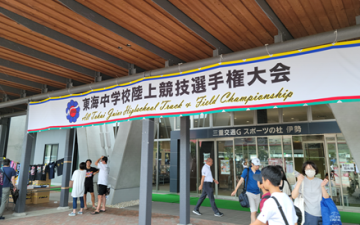 東海中学校陸上競技選手権大会
All Tokai Junior Highschool Track & Field Championship
三重交通G スポーツの杜 伊勢